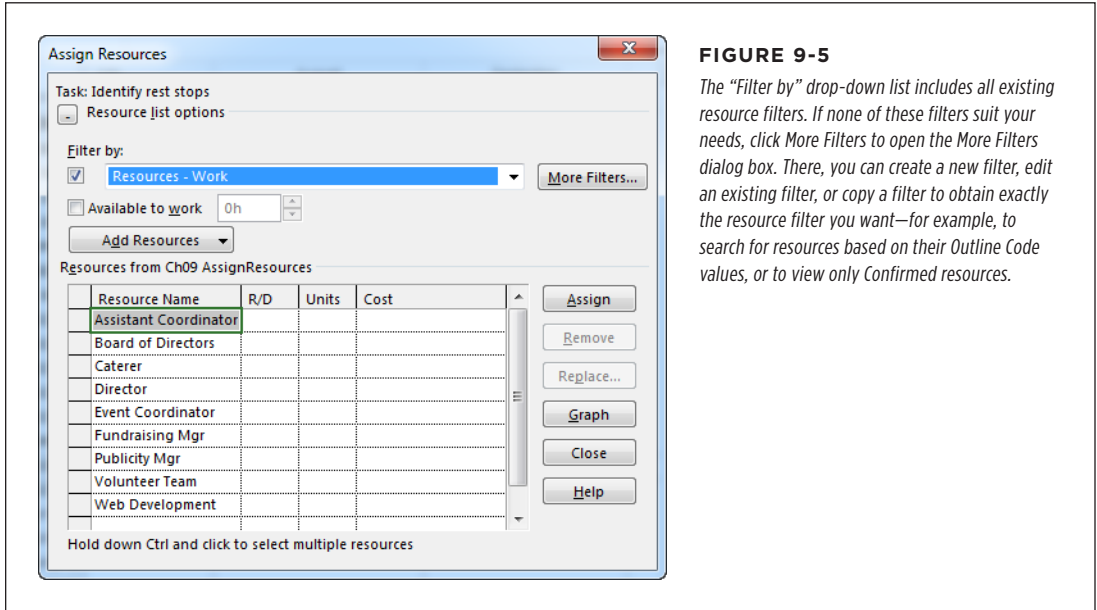 Assign Resources
X
Task: Identify rest stops
- Resource list options
Filter by:
Resources - Work
More Filters...
Available to work 0h
Add Resources
Resources from Ch09 AssignResources
Resource Name R/D Units Cost
Assistant Coordinator
Board of Directors
Caterer
Director
Event Coordinator
Fundraising Mgr
Publicity Mgr
Volunteer Team
Web Development
Assign
Remove
Replace...
Graph
Close
Help
Hold down Ctrl and click to select multiple resources
FIGURE 9-5
The “Filter by” drop-down list includes all existing
resource filters. If none of these filters suit your
needs, click More Filters to open the More Filters
dialog box. There, you can create a new filter, edit
an existing filter, or copy a filter to obtain exactly
the resource filter you want—for example, to
search for resources based on their Outline Code
values, or to view only Confirmed resources.